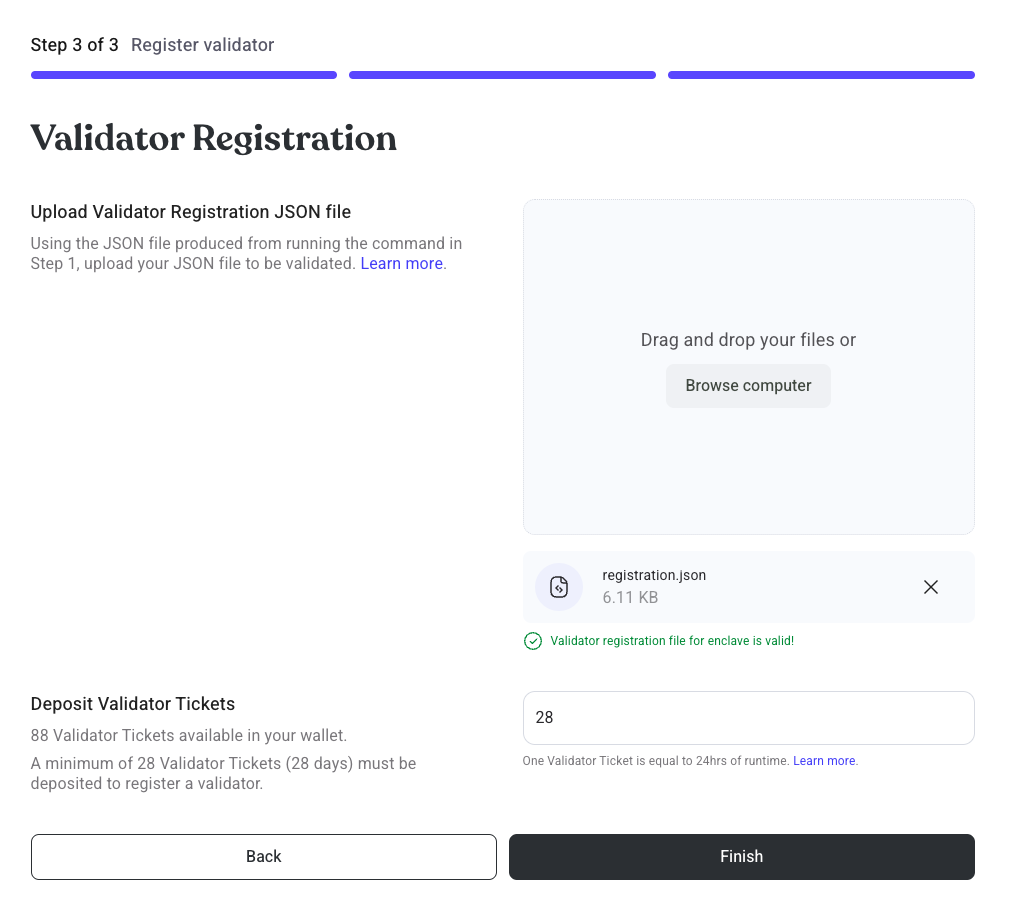 Step 3 of 3 Register validator
Validator Registration
Upload Validator Registration JSON file
Using the JSON file produced from running the command in
Step 1, upload your JSON file to be validated. Learn more.
Drag and drop your files or
Browse computer
registration.json
6.11 KB
Validator registration file for enclave is valid!
Deposit Validator Tickets
88 Validator Tickets available in your wallet.
A minimum of 28 Validator Tickets (28 days) must be
deposited to register a validator.
28
One Validator Ticket is equal to 24hrs of runtime. Learn more.
Back
Finish